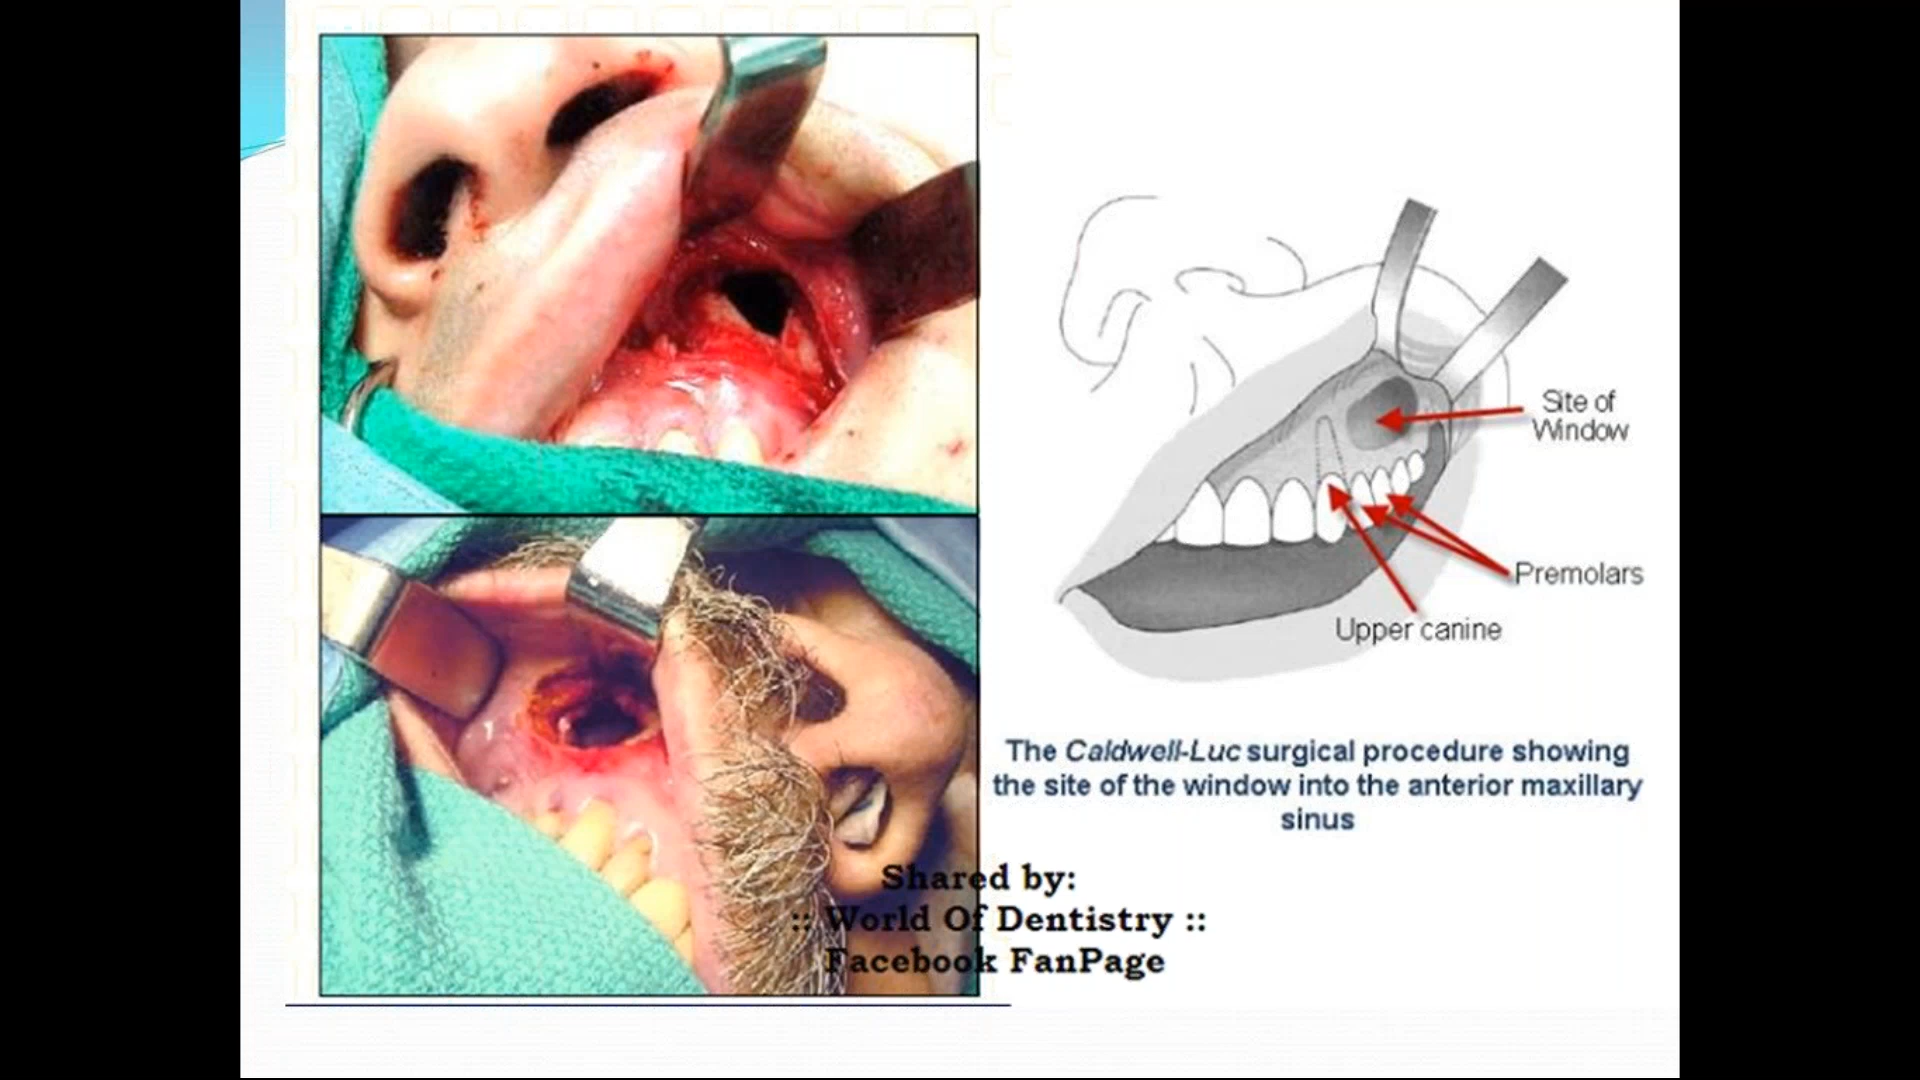 Site of
Window
Premolars
Upper canine
The Caldwell-Luc surgical procedure showing
the site of the window into the anterior maxillary
sinus
Shared by:
:: World Of Dentistry ::
Facebook FanPage